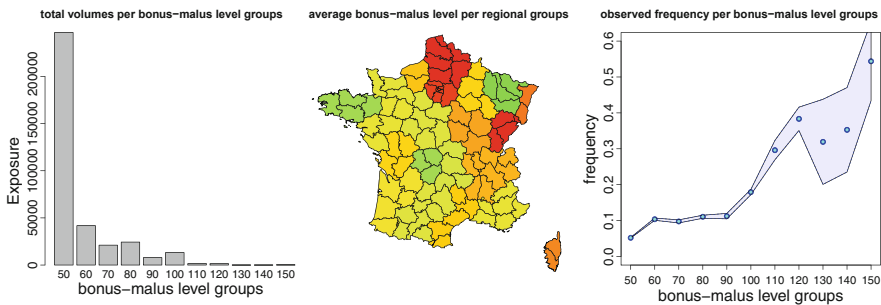 total volumes per bonus−malus level groups
Exposure
0 50000 100000 150000 200000
50 60 70 80 90 100 110 120 130 140 150
bonus−malus level groups
average bonus−malus level per regional groups
observed frequency per bonus−malus level groups
frequency
0.0 0.1 0.2 0.3 0.4 0.5 0.6
50 60 70 80 90 100 110 120 130 140 150
bonus−malus level groups